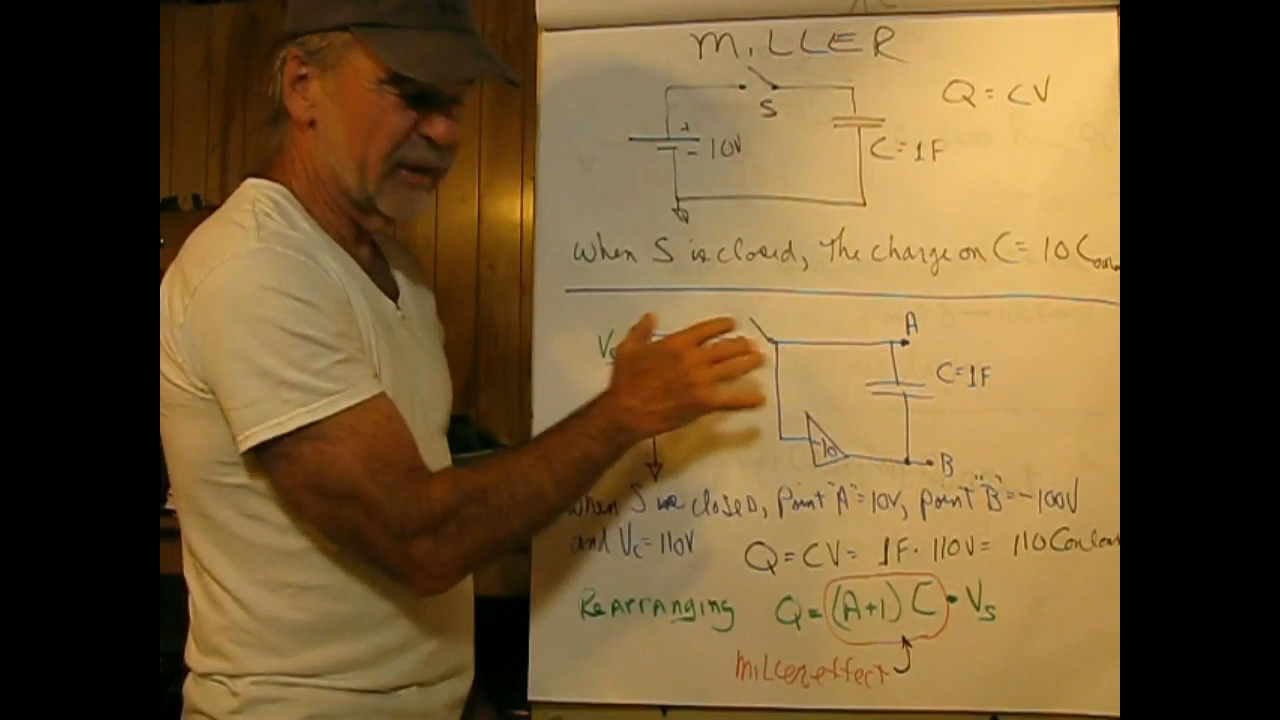 MILLER
S
Q = CV
+
- 10V
C = 1F
When S is closed, The charge on C = 10
A
C=1F
-10
B
When S is closed, point "A"=10V, point "B"=-100V
and Vc=110V Q=CV= 1F·110V= 110
Rearranging Q=(A+1)C·Vs
Miller effect